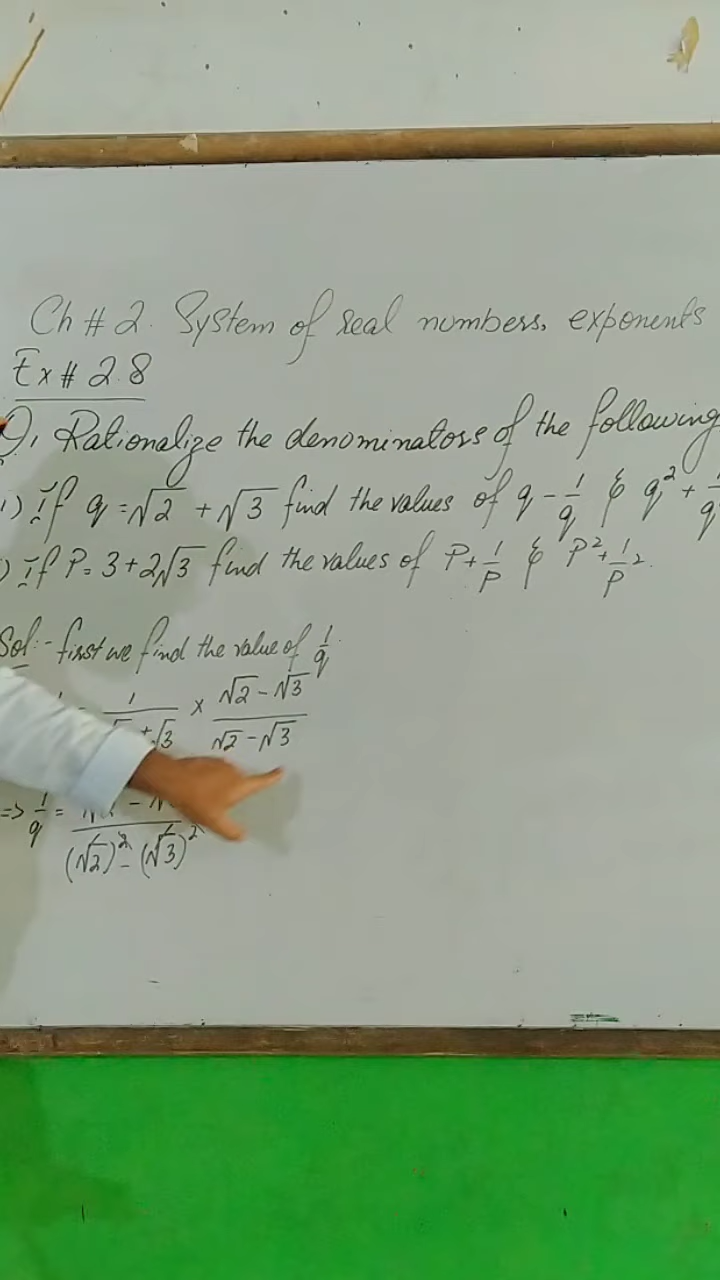 Ch # 2. System of real numbers, exponents
Ex # 2.8
Q1 Rationalize the denominators of the following
1) if q = √2 + √3 find the values of q - 1/q & q² + 1/q
) if P = 3 + 2√3 find the values of P + 1/P & P² + 1/P².
Sol:- first we find the value of 1/q.
= 1/(√2 + √3) × (√2 - √3)/(√2 - √3)
=> 1/q = (√2 - √)/((√2)² - (√3)²)